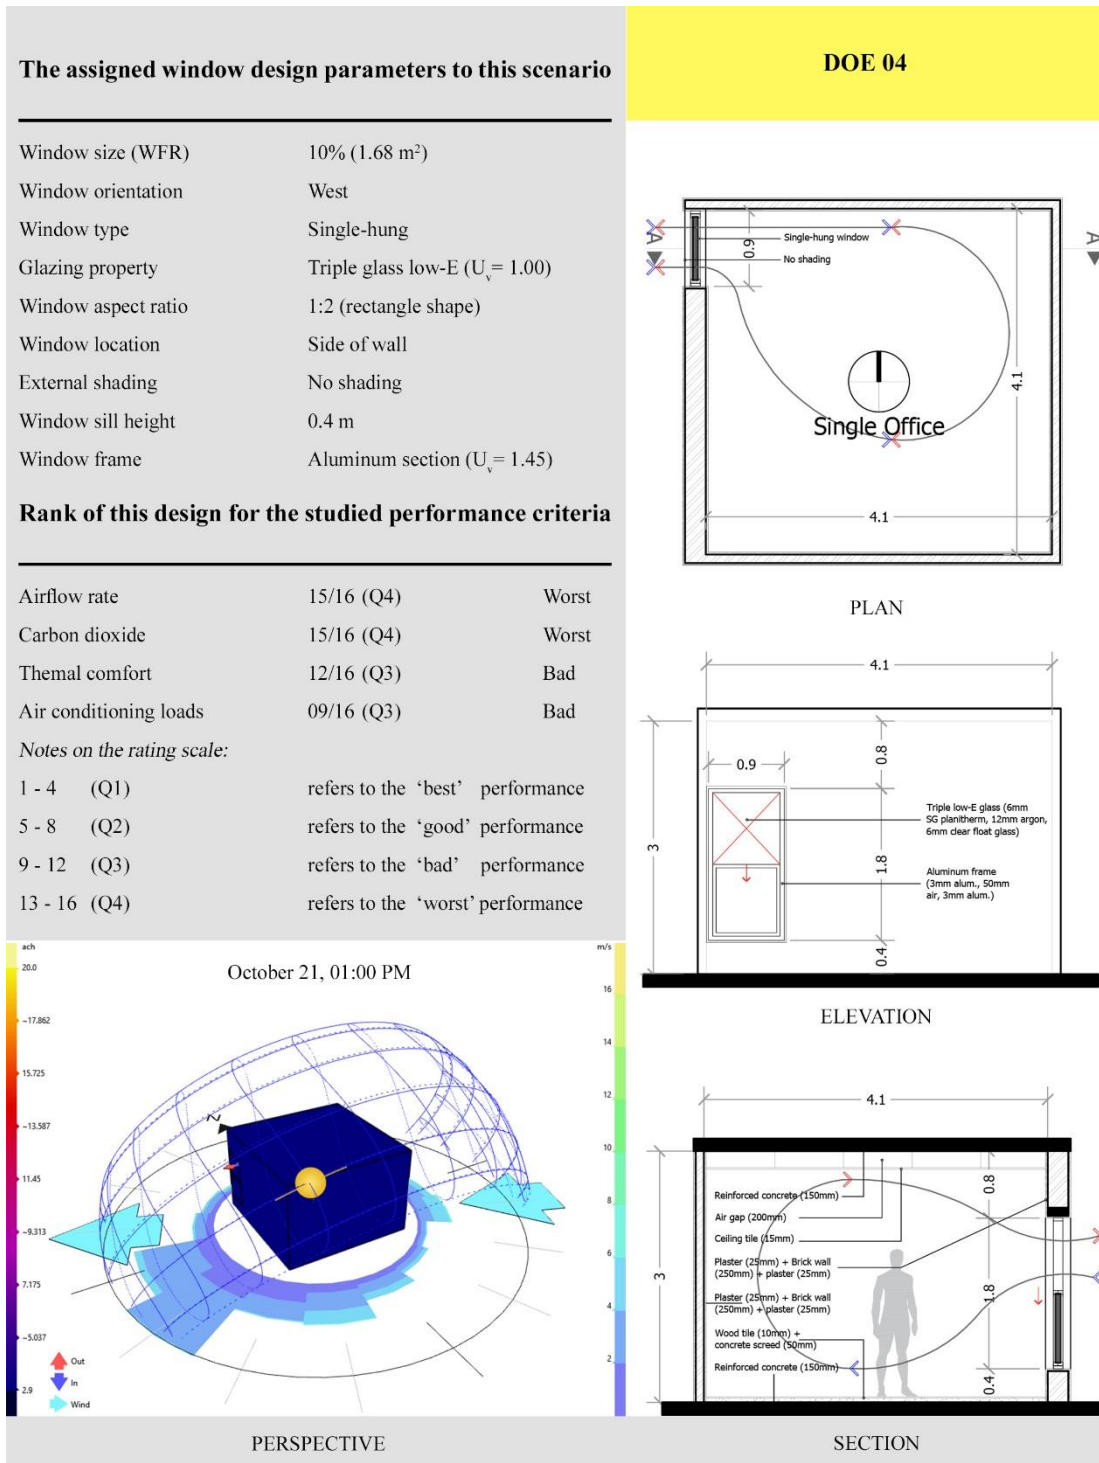 The assigned window design parameters to this scenario
Window size (WFR) 10% (1.68 m²)
Window orientation West
Window type Single-hung
Glazing property Triple glass low-E (Uv= 1.00)
Window aspect ratio 1:2 (rectangle shape)
Window location Side of wall
External shading No shading
Window sill height 0.4 m
Window frame Aluminum section (Uv= 1.45)
Rank of this design for the studied performance criteria
Airflow rate 15/16 (Q4) Worst
Carbon dioxide 15/16 (Q4) Worst
Themal comfort 12/16 (Q3) Bad
Air conditioning loads 09/16 (Q3) Bad
Notes on the rating scale:
1 - 4 (Q1) refers to the ‘best’ performance
5 - 8 (Q2) refers to the ‘good’ performance
9 - 12 (Q3) refers to the ‘bad’ performance
13 - 16 (Q4) refers to the ‘worst’ performance
DOE 04
A
A
Single-hung window
No shading
0.9
4.1
Single Office
4.1
PLAN
4.1
0.8
0.9
Triple low-E glass (6mm
SG planitherm, 12mm argon,
6mm clear float glass)
3
1.8
Aluminum frame
(3mm alum., 50mm
air, 3mm alum.)
0.4
ELEVATION
ach
20.0
~17.862
15.725
~13.587
11.45
~9.313
7.175
~5.037
2.9
October 21, 01:00 PM
m/s
16
14
12
10
8
6
4
2
N
Out
In
Wind
PERSPECTIVE
4.1
0.8
Reinforced concrete (150mm)
Air gap (200mm)
Ceiling tile (15mm)
Plaster (25mm) + Brick wall
(250mm) + plaster (25mm)
3
1.8
Plaster (25mm) + Brick wall
(250mm) + plaster (25mm)
Wood tile (10mm) +
concrete screed (50mm)
Reinforced concrete (150mm)
0.4
SECTION